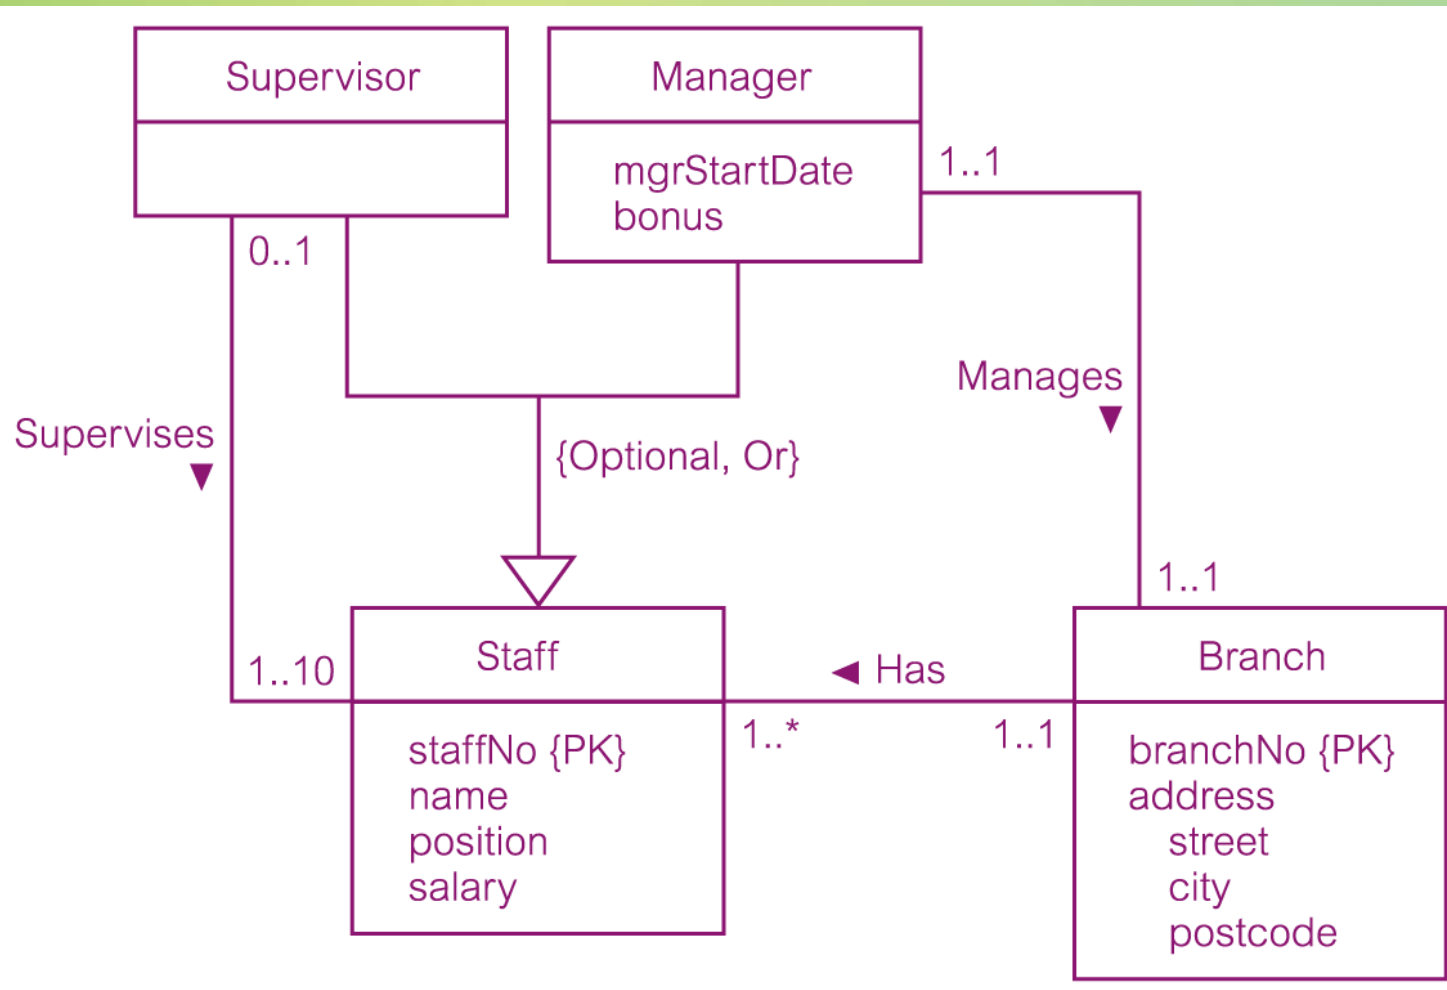 Supervisor
Manager
mgrStartDate
bonus
1..1
0..1
Manages
▼
Supervises
▼
{Optional, Or}
1..1
Staff
1..10
◄ Has
Branch
1..*
1..1
staffNo {PK}
name
position
salary
branchNo {PK}
address
street
city
postcode